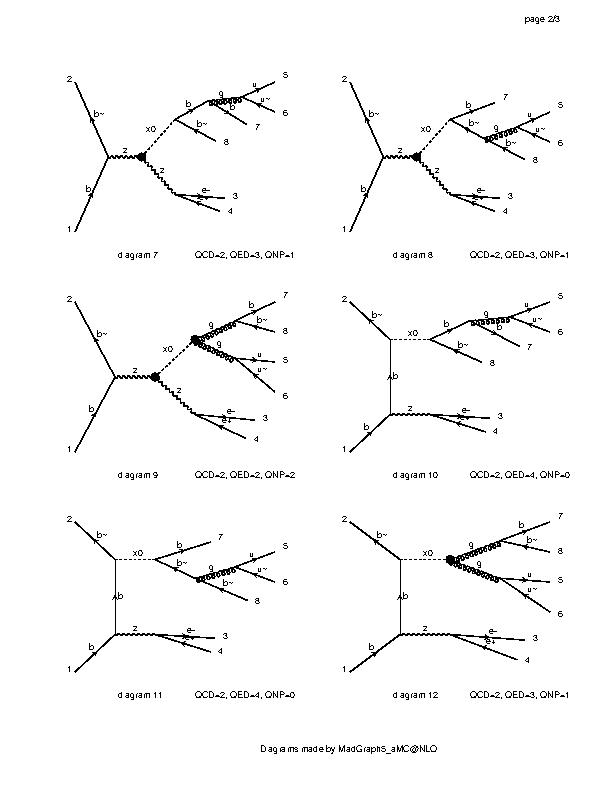 page 2/3
2 b~ b 1 z x0 z b g u 5 u~ 6 b 7 b~ 8 e- 3 4
diagram 7 QCD=2, QED=3, QNP=1
2 b~ b 1 z x0 z b 7 b~ g u 5 u~ 6 b~ 8 e- 3 4
diagram 8 QCD=2, QED=3, QNP=1
2 b~ b 1 z x0 z g b 7 b~ 8 g u 5 u~ 6 e- 3 e+ 4
diagram 9 QCD=2, QED=2, QNP=2
2 b~ b b 1 x0 z b g u 5 u~ 6 b 7 b~ 8 e- 3 e+ 4
diagram 10 QCD=2, QED=4, QNP=0
2 b~ b b 1 x0 z b 7 b~ g u 5 u~ 6 b~ 8 e- 3 e+ 4
diagram 11 QCD=2, QED=4, QNP=0
2 b~ b b 1 x0 z g b 7 b~ 8 g u 5 u~ 6 e- 3 e+ 4
diagram 12 QCD=2, QED=3, QNP=1
Diagrams made by MadGraph5_aMC@NLO